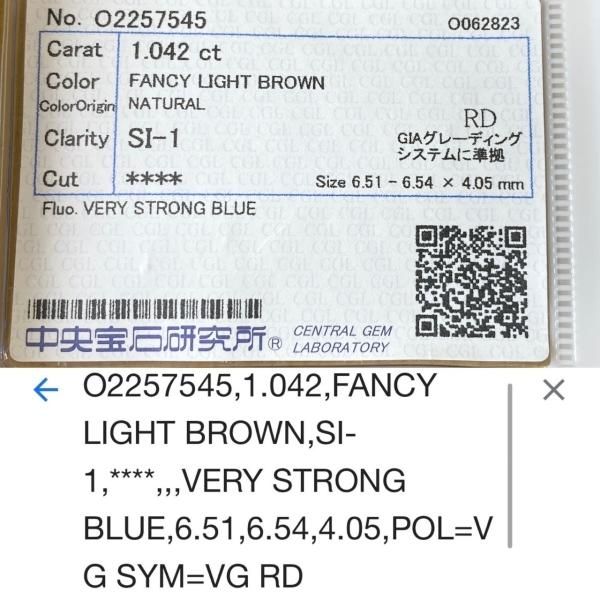 No. O2257545
O062823
Carat 1.042 ct
Color FANCY LIGHT BROWN
ColorOrigin NATURAL
RD
Clarity SI-1
GIAグレーディング
システムに準拠
Cut ****
Size 6.51 - 6.54 × 4.05 mm
Fluo. VERY STRONG BLUE
中央宝石研究所® CENTRAL GEM
LABORATORY
O2257545,1.042,FANCY
LIGHT BROWN,SI-
1,****,,,VERY STRONG
BLUE,6.51,6.54,4.05,POL=V
G SYM=VG RD